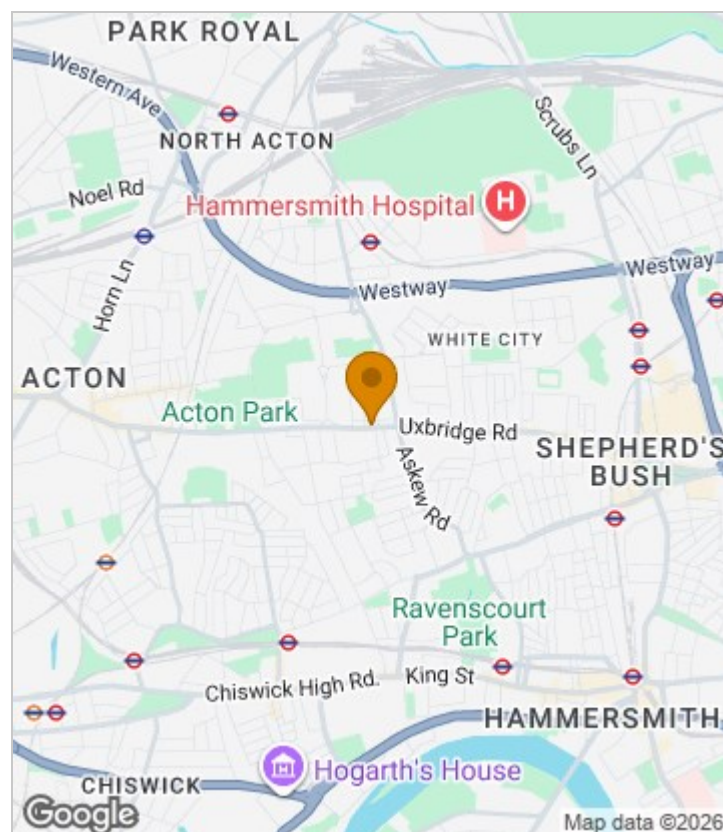 PARK ROYAL
Western Ave
NORTH ACTON
Scrubs Ln
Noel Rd
Hammersmith Hospital
H
Horn Ln
Westway
Westway
WHITE CITY
ACTON
Acton Park
Uxbridge Rd
SHEPHERD'S
BUSH
Askew Rd
Ravenscourt
Park
Chiswick High Rd.
King St
HAMMERSMITH
Hogarth's House
CHISWICK
Google
Map data ©2026